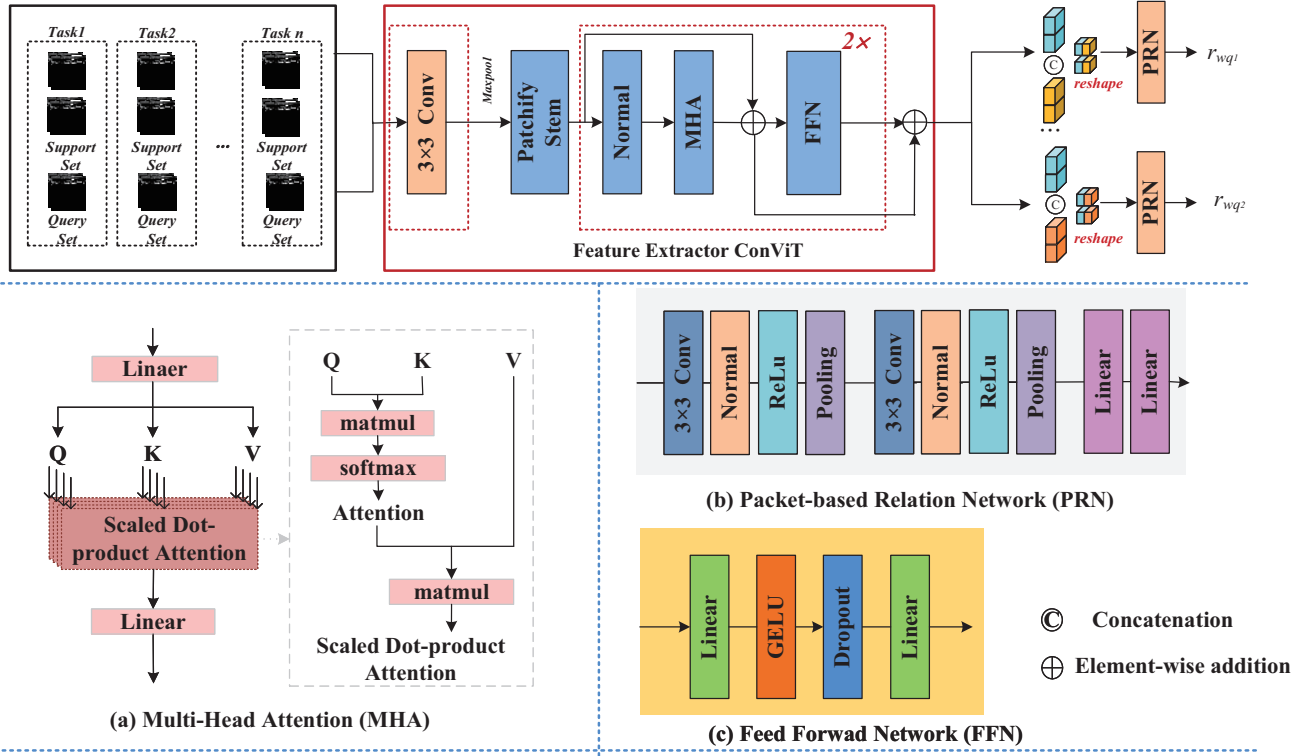 Task1
Task2
Task n
Support
Set
Support
Set
...
Support
Set
Query
Set
Query
Set
Query
Set
3×3 Conv
Maxpool
Patchify
Stem
Normal
MHA
FFN
2×
Feature Extractor ConViT
C
reshape
PRN
r_wq1
...
C
reshape
PRN
r_wq2
Linaer
Q
K
V
Scaled Dot-
product Attention
Linear
Q
K
V
matmul
softmax
Attention
matmul
Scaled Dot-product
Attention
(a) Multi-Head Attention (MHA)
3×3 Conv
Normal
ReLu
Pooling
3×3 Conv
Normal
ReLu
Pooling
Linear
Linear
(b) Packet-based Relation Network (PRN)
Linear
GELU
Dropout
Linear
(c) Feed Forwad Network (FFN)
C Concatenation
Element-wise addition